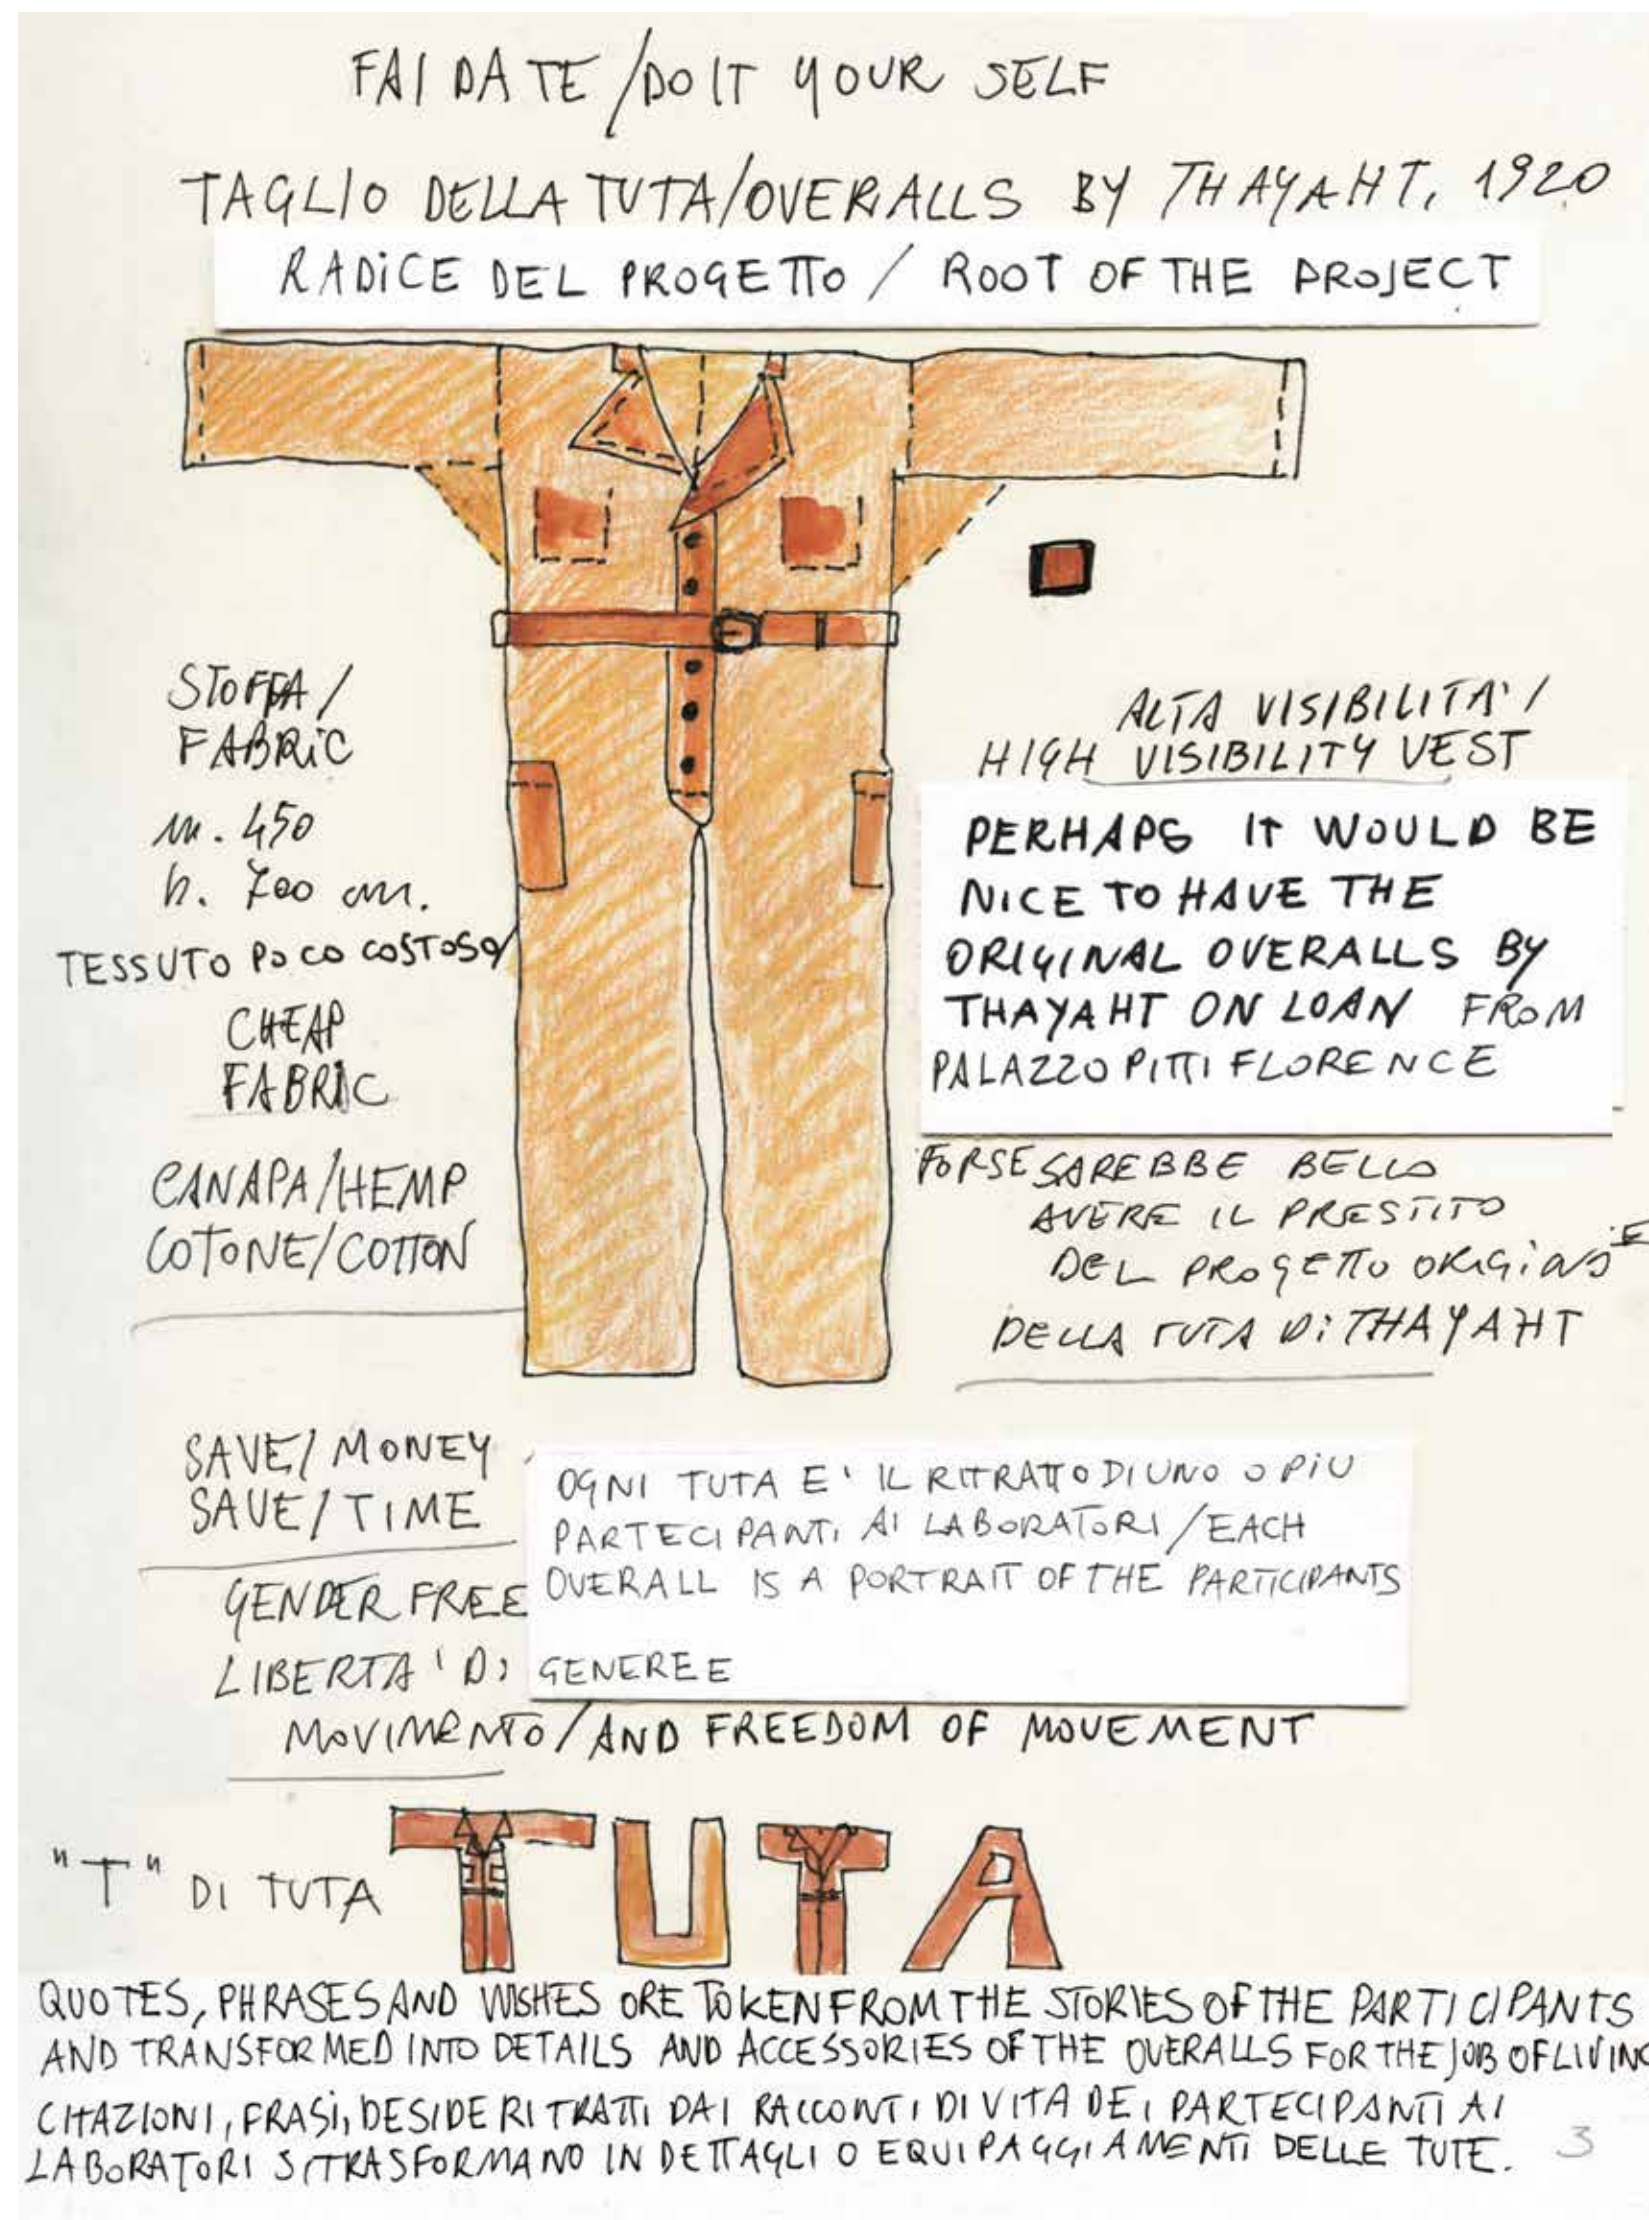 FAI DA TE / DO IT YOUR SELF
TAGLIO DELLA TUTA/OVERALLS BY THAYAHT, 1920
RADiCE DEL PROGETTO / ROOT OF THE PROJECT
STOFFA /
FABRiC
m. 450
h. 700 cm.
TESSUTO POCO COSTOSO/
CHEAP
FABRIC
CANAPA/HEMP
COTONE/COTTON
ALTA VISIBILITA' /
HIGH VISIBILITY VEST
PERHAPS IT WOULD BE
NICE TO HAVE THE
ORIGINAL OVERALLS BY
THAYAHT ON LOAN FROM
PALAZZO PITTI FLORENCE
FORSE SAREBBE BELLO
AVERE IL PRESTITO
DEL PROGETTO
DELLA TUTA Di THAYAHT
SAVE/ MONEY
SAVE/ TIME
OGNI TUTA E' IL RITRATTO DI UNO O PIU
PARTECIPANTI AI LABORATORI / EACH
OVERALL IS A PORTRAIT OF THE PARTICIPANTS
GENDER FREE
LIBERTA' Di GENERE E
MOVIMENTO / AND FREEDOM OF MOVEMENT
"T" DI TUTA TUTA
QUOTES, PHRASES AND WISHES ORE TOKEN FROM THE STORIES OF THE PARTICIPANTS
AND TRANSFORMED INTO DETAILS AND ACCESSORIES OF THE OVERALLS FOR THE JOB OF LIVING
CITAZIONI, FRASI, DESIDERI TRATTI DAI RACCONTI DI VITA DEI PARTECIPANTI AI
LABORATORI SI TRASFORMANO IN DETTAGLI O EQUIPAGGIAMENTI DELLE TUTE. 3